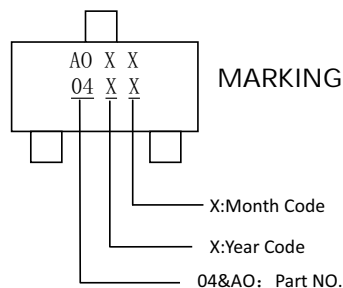 AO X X
04 X X
MARKING
X:Month Code
X:Year Code
04&AO：Part NO.